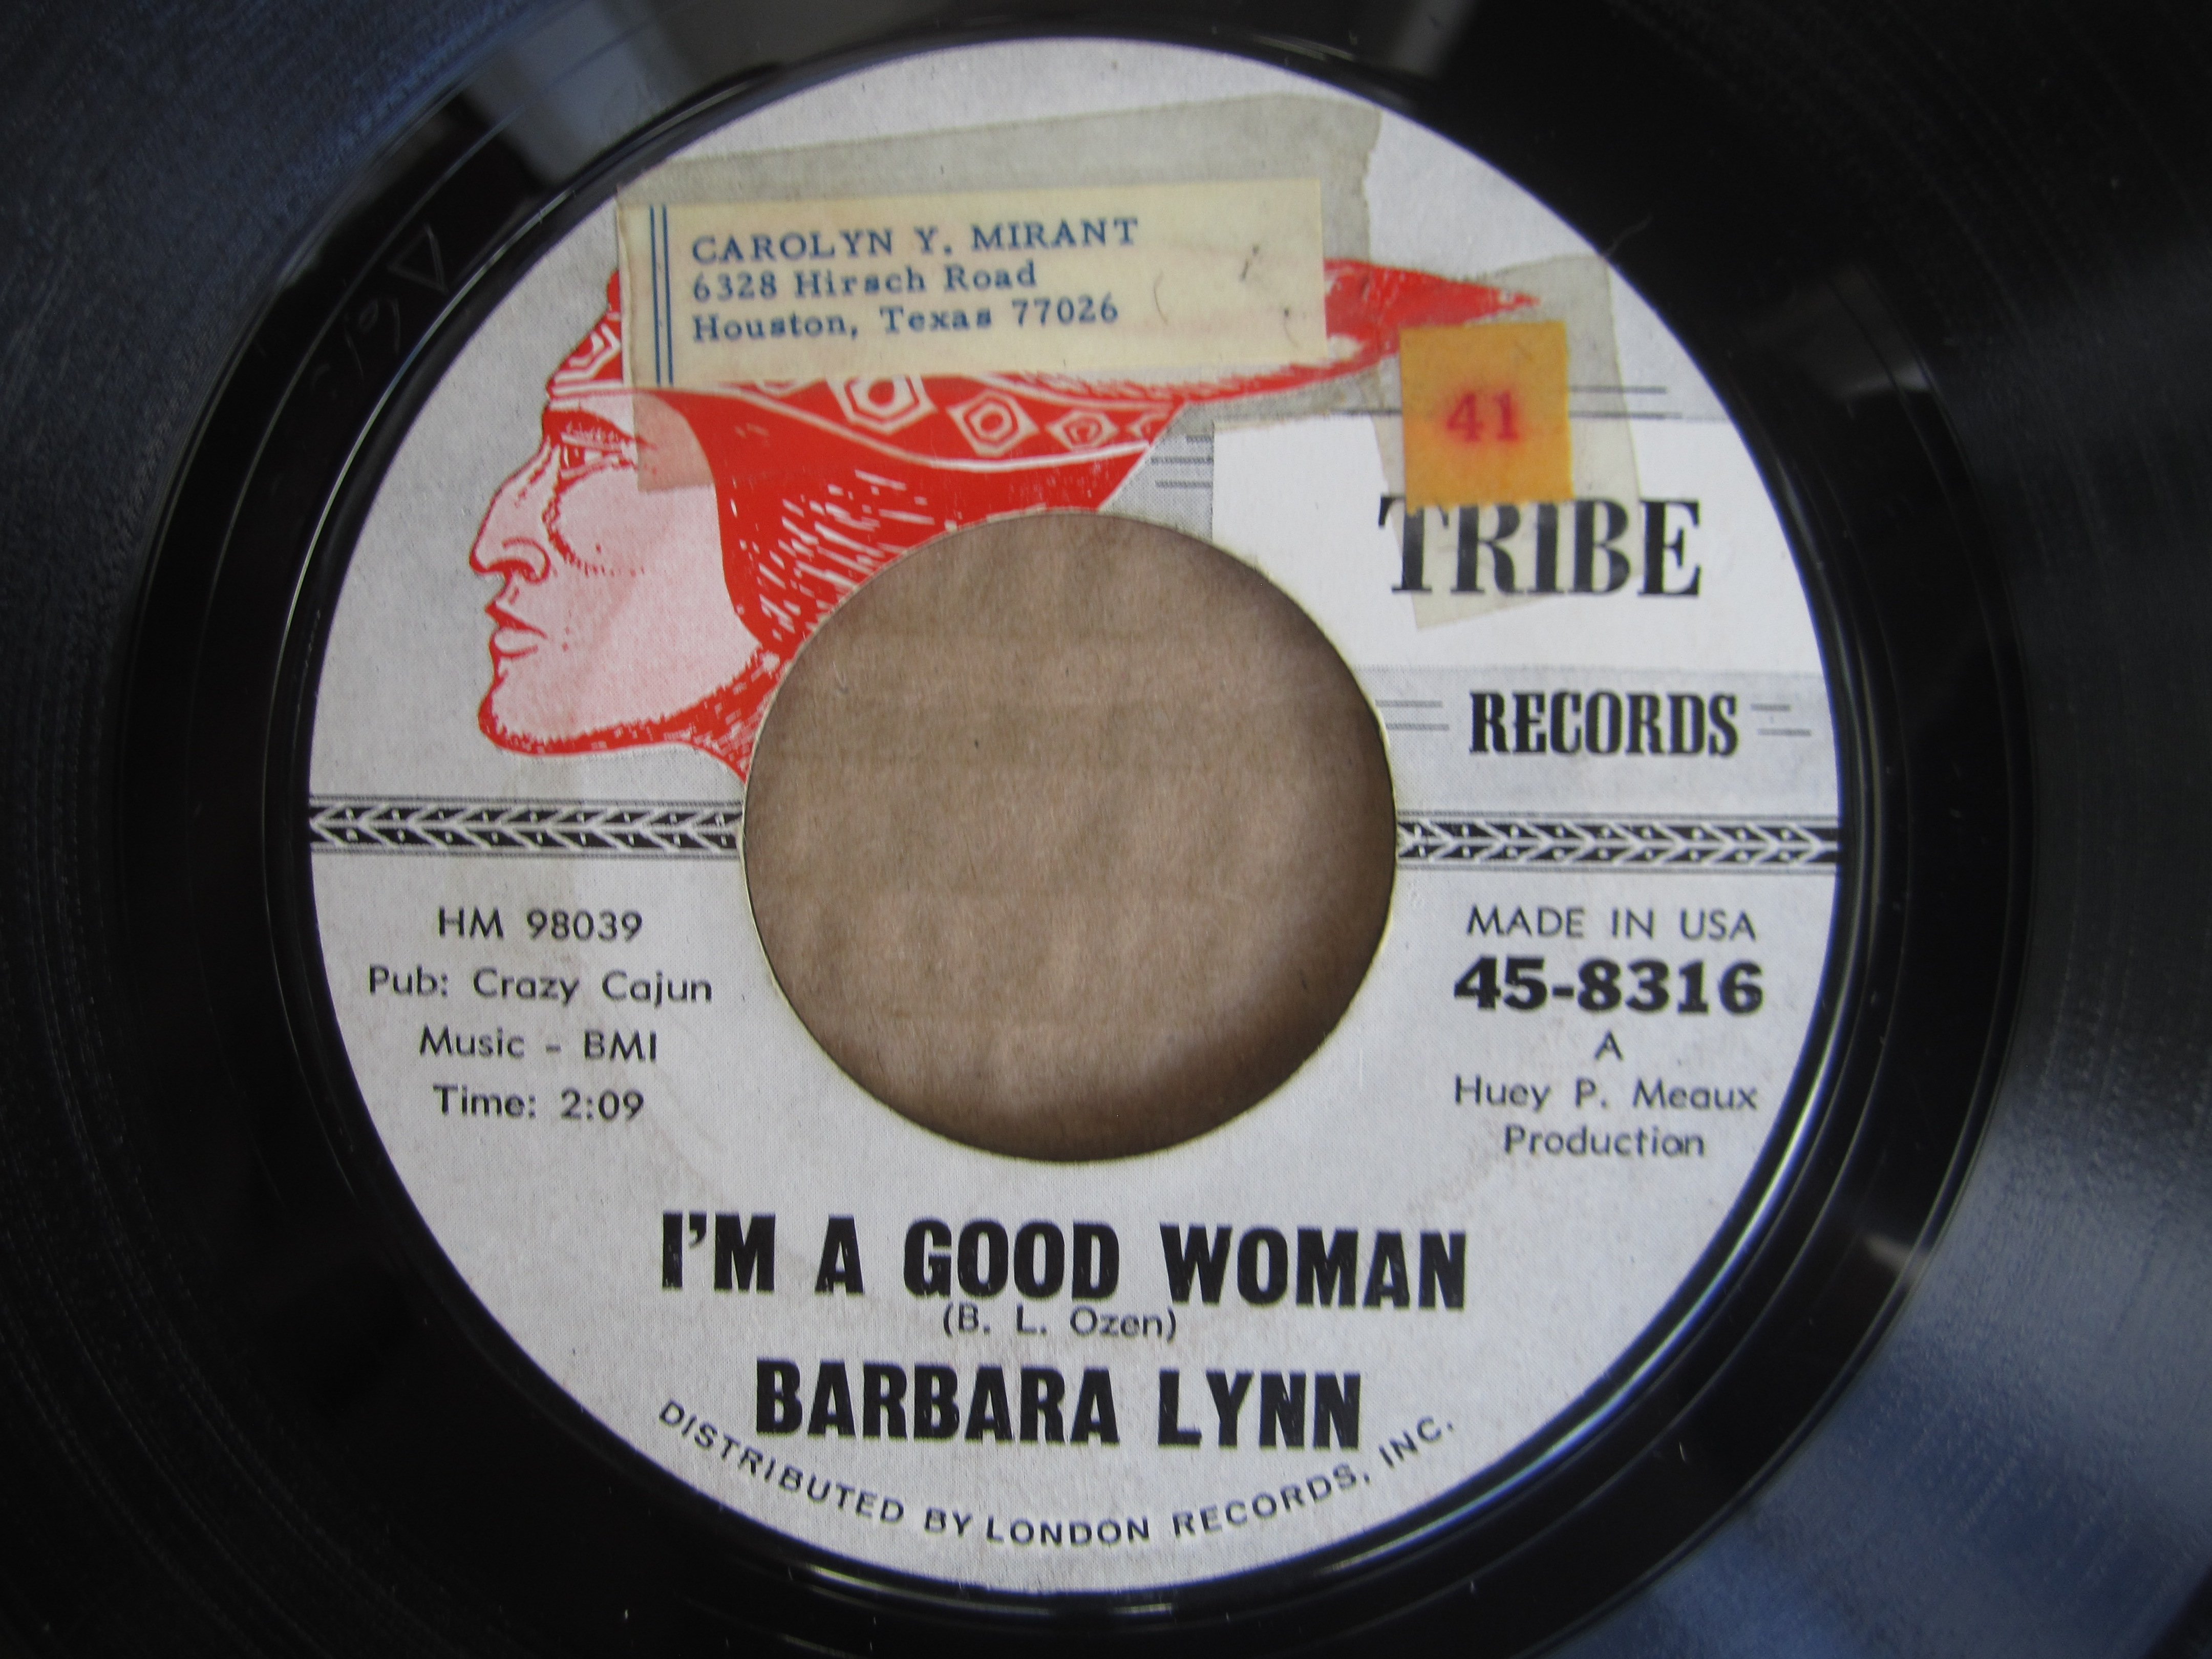 CAROLYN Y. MIRANT
6328 Hirsch Road
Houston, Texas 77026
41
TRIBE
RECORDS
HM 98039
Pub: Crazy Cajun
Music - BMI
Time: 2:09
MADE IN USA
45-8316
A
Huey P. Meaux
Production
I'M A GOOD WOMAN
(B. L. Ozen)
BARBARA LYNN
DISTRIBUTED BY LONDON RECORDS, INC.